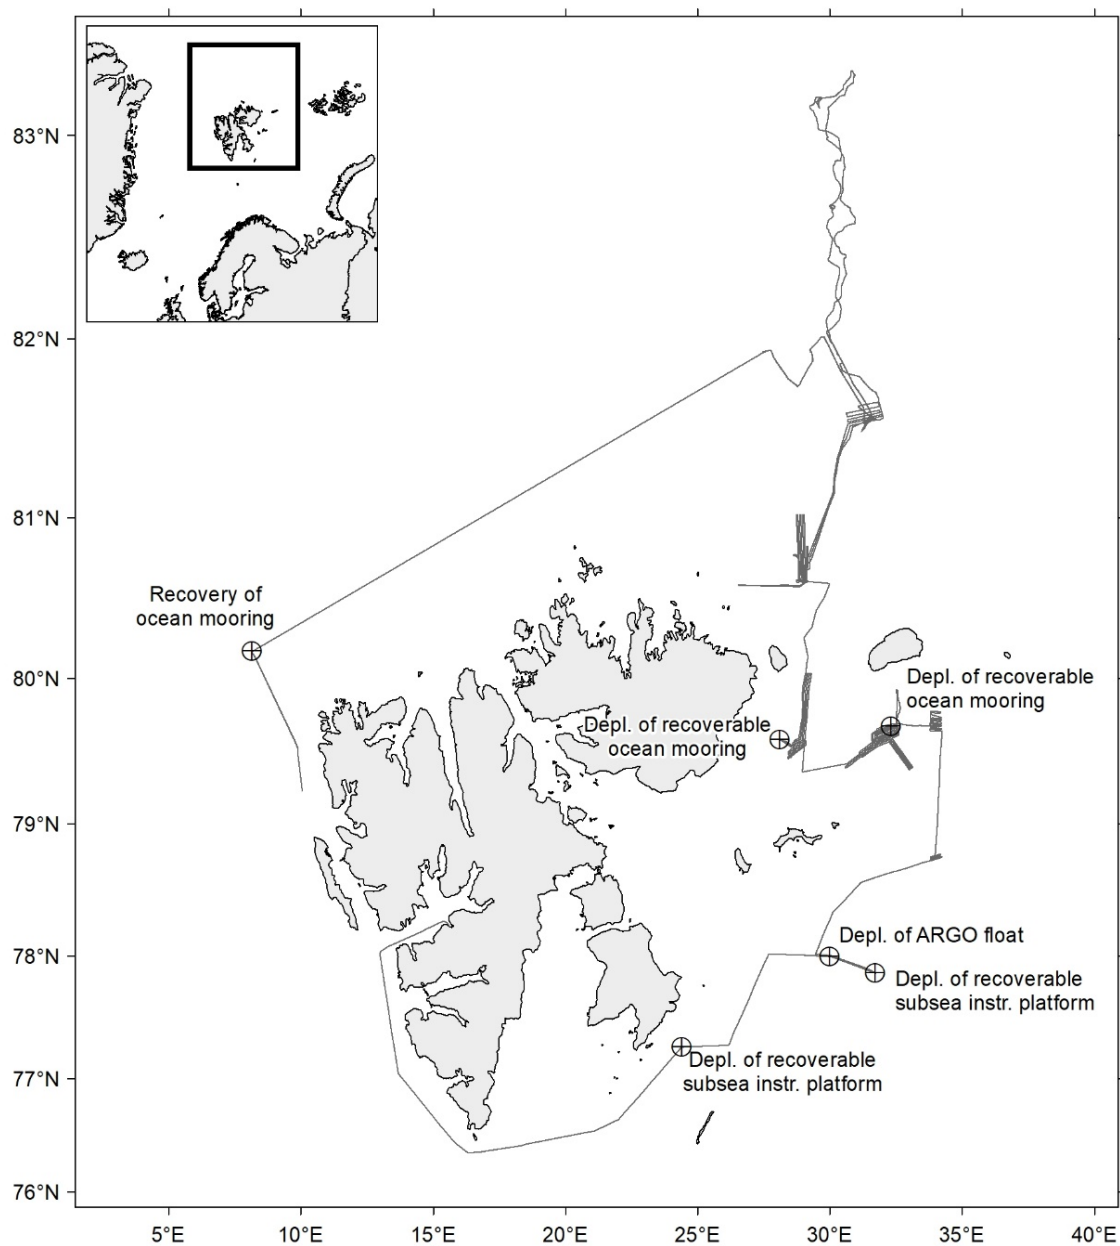 83°N
82°N
81°N
Recovery of
ocean mooring
80°N
Depl. of recoverable
ocean mooring
Depl. of recoverable
ocean mooring
79°N
Depl. of ARGO float
78°N
Depl. of recoverable
subsea instr. platform
Depl. of recoverable
subsea instr. platform
77°N
76°N
5°E 10°E 15°E 20°E 25°E 30°E 35°E 40°E